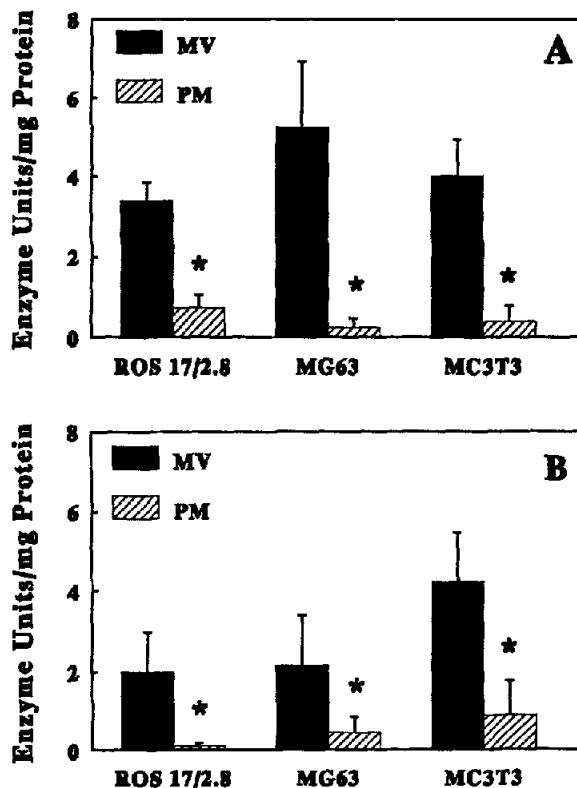 A
MV
PM
Enzyme Units/mg Protein
8
6
4
2
0
*
*
*
ROS 17/2.8 MG63 MC3T3
B
MV
PM
Enzyme Units/mg Protein
8
6
4
2
0
*
*
*
ROS 17/2.8 MG63 MC3T3